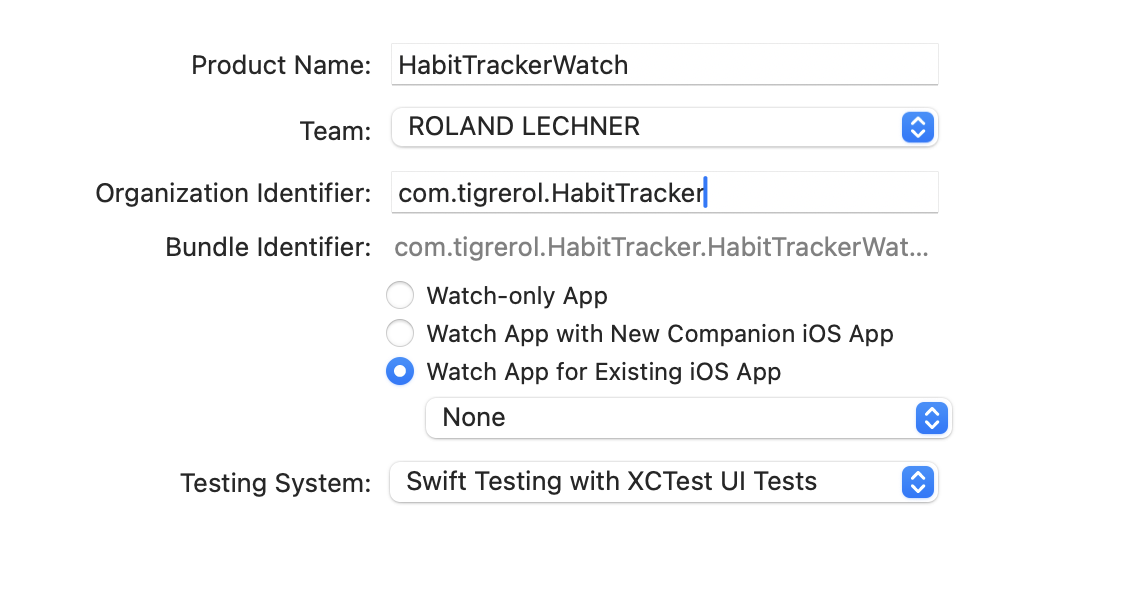 Product Name: HabitTrackerWatch
Team: ROLAND LECHNER
Organization Identifier: com.tigrerol.HabitTracker
Bundle Identifier: com.tigrerol.HabitTracker.HabitTrackerWat...
Watch-only App
Watch App with New Companion iOS App
Watch App for Existing iOS App
None
Testing System: Swift Testing with XCTest UI Tests